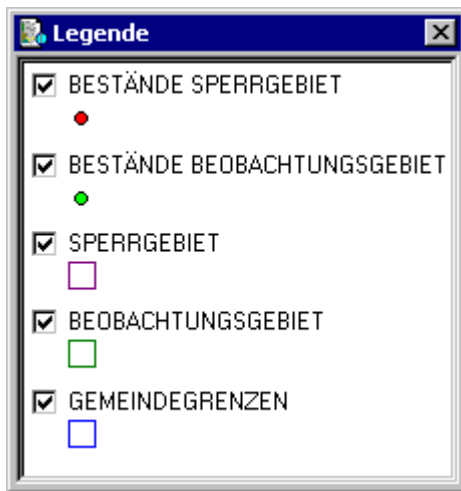 Legende
BESTÄNDE SPERRGEBIET
BESTÄNDE BEOBACHTUNGSGEBIET
SPERRGEBIET
BEOBACHTUNGSGEBIET
GEMEINDEGRENZEN